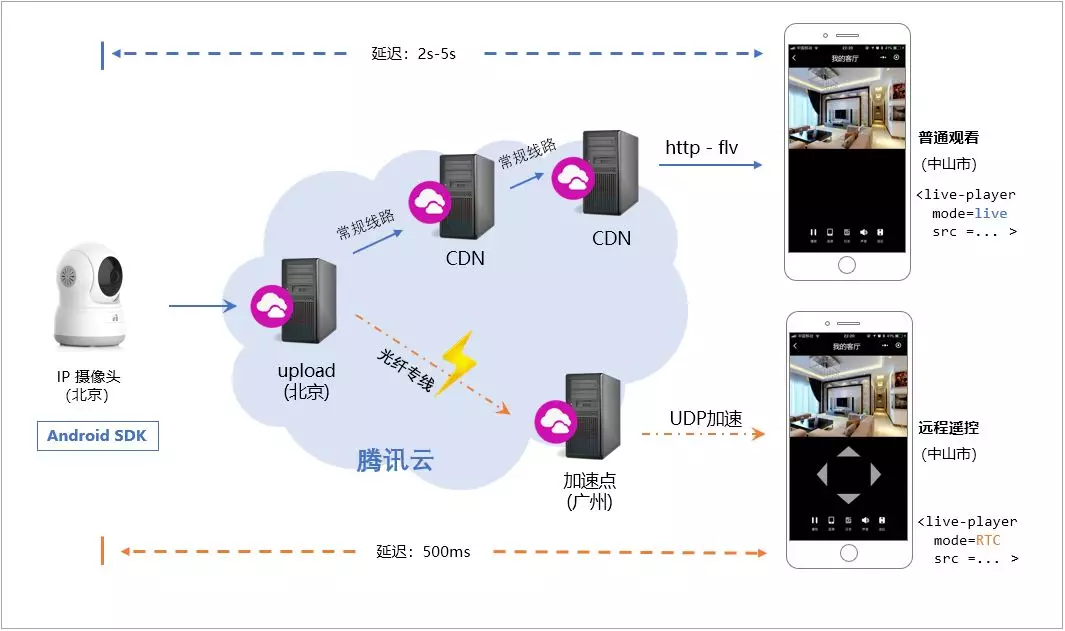 延迟：2s-5s
22:20
我的客厅
常规线路
http - flv
普通观看
(中山市)
<live-player
mode=live
src =... >
常规线路
CDN
CDN
IP 摄像头
(北京)
Android SDK
upload
(北京)
光纤专线
腾讯云
加速点
(广州)
UDP加速
22:20
我的客厅
远程遥控
(中山市)
<live-player
mode=RTC
src =... >
延迟：500ms